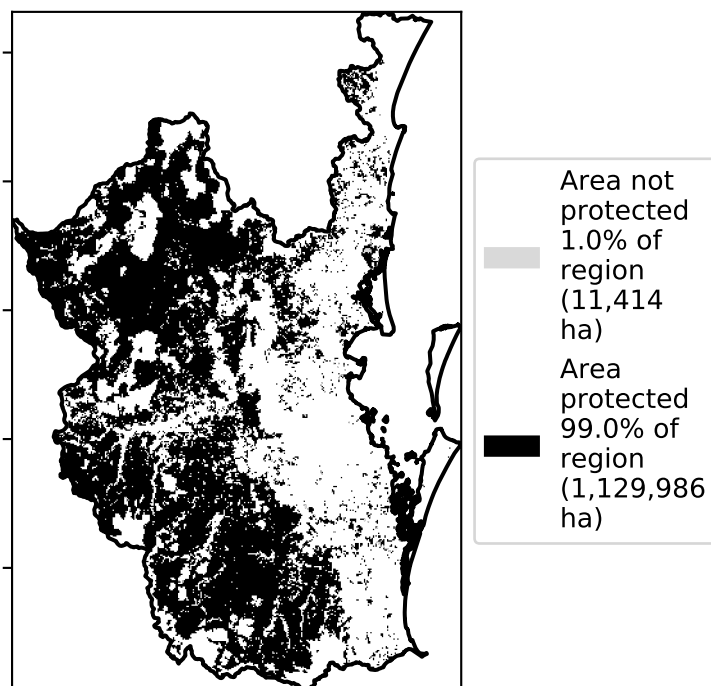 Area not
protected
1.0% of
region
(11,414
ha)
Area
protected
99.0% of
region
(1,129,986
ha)